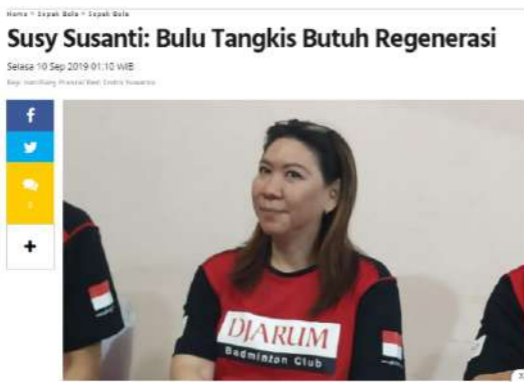 Home > Sepak Bola > Sepak Bola
Susy Susanti: Bulu Tangkis Butuh Regenerasi
Selasa 10 Sep 2019 01:10 WIB
f
+
DJARUM
Badminton Club